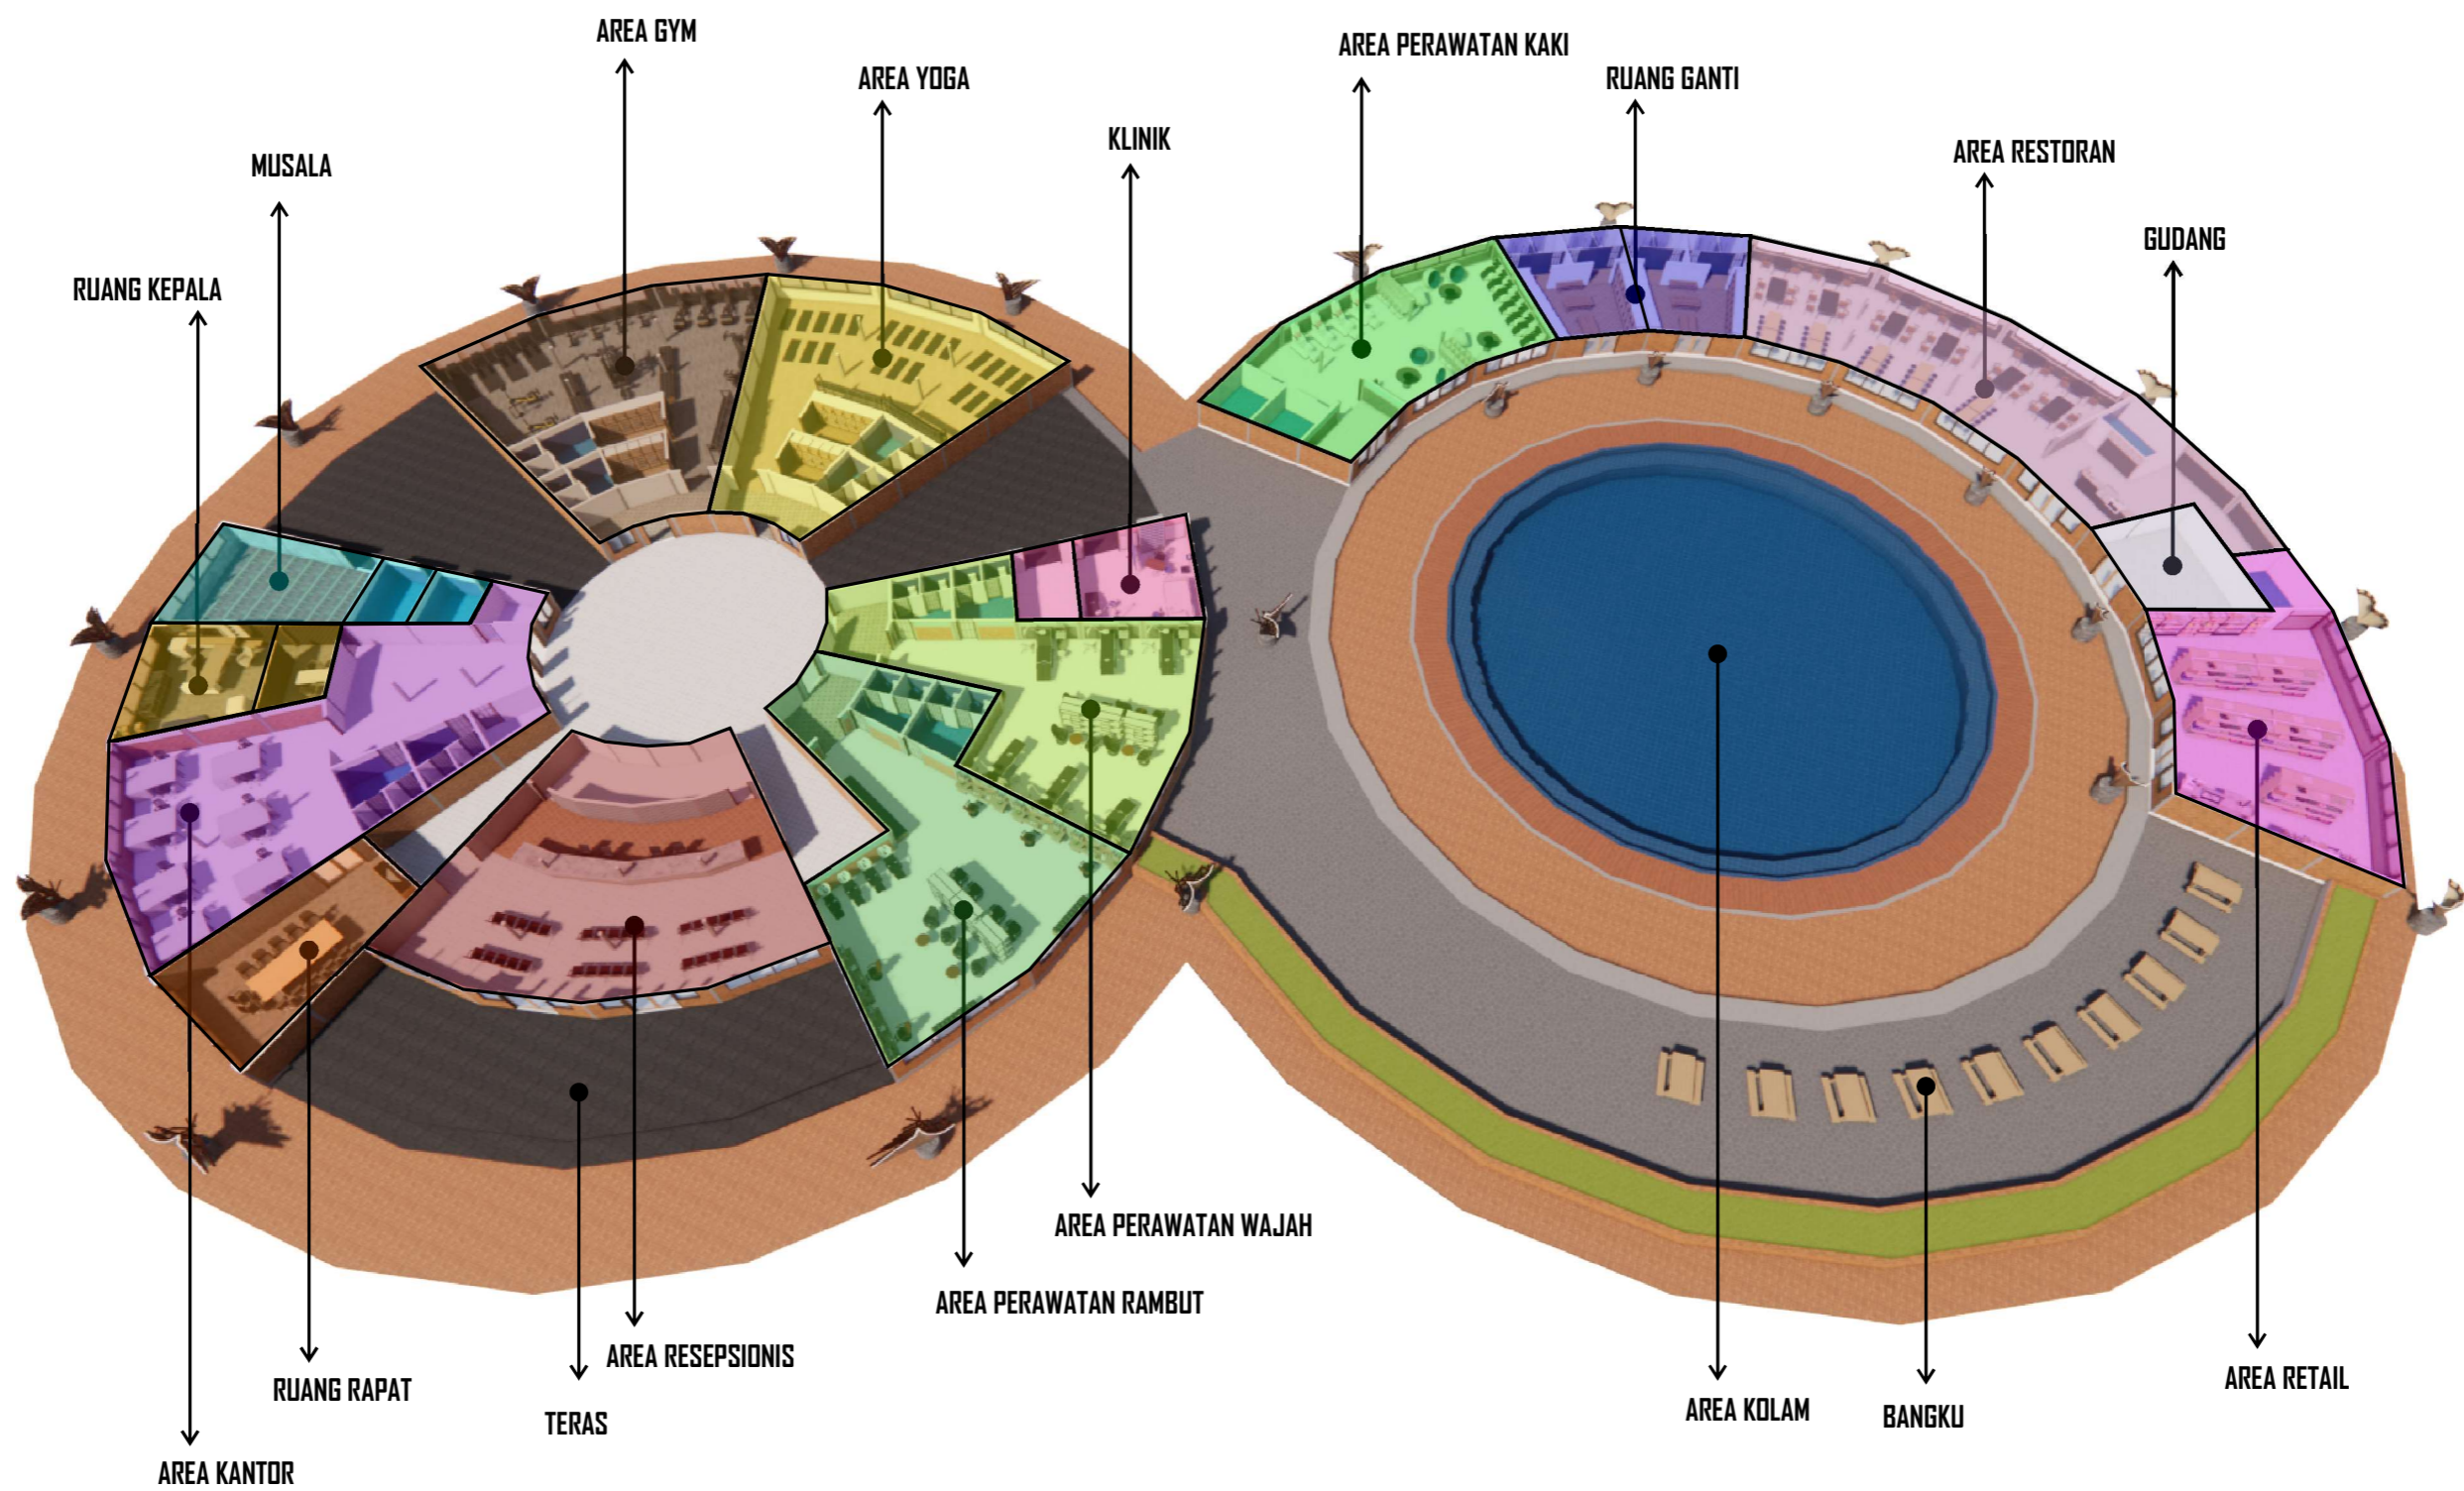 AREA GYM
AREA PERAWATAN KAKI
AREA YOGA
RUANG GANTI
KLINIK
AREA RESTORAN
MUSALA
GUDANG
RUANG KEPALA
AREA PERAWATAN WAJAH
AREA PERAWATAN RAMBUT
AREA RESEPSIONIS
AREA RETAIL
RUANG RAPAT
AREA KOLAM
BANGKU
TERAS
AREA KANTOR